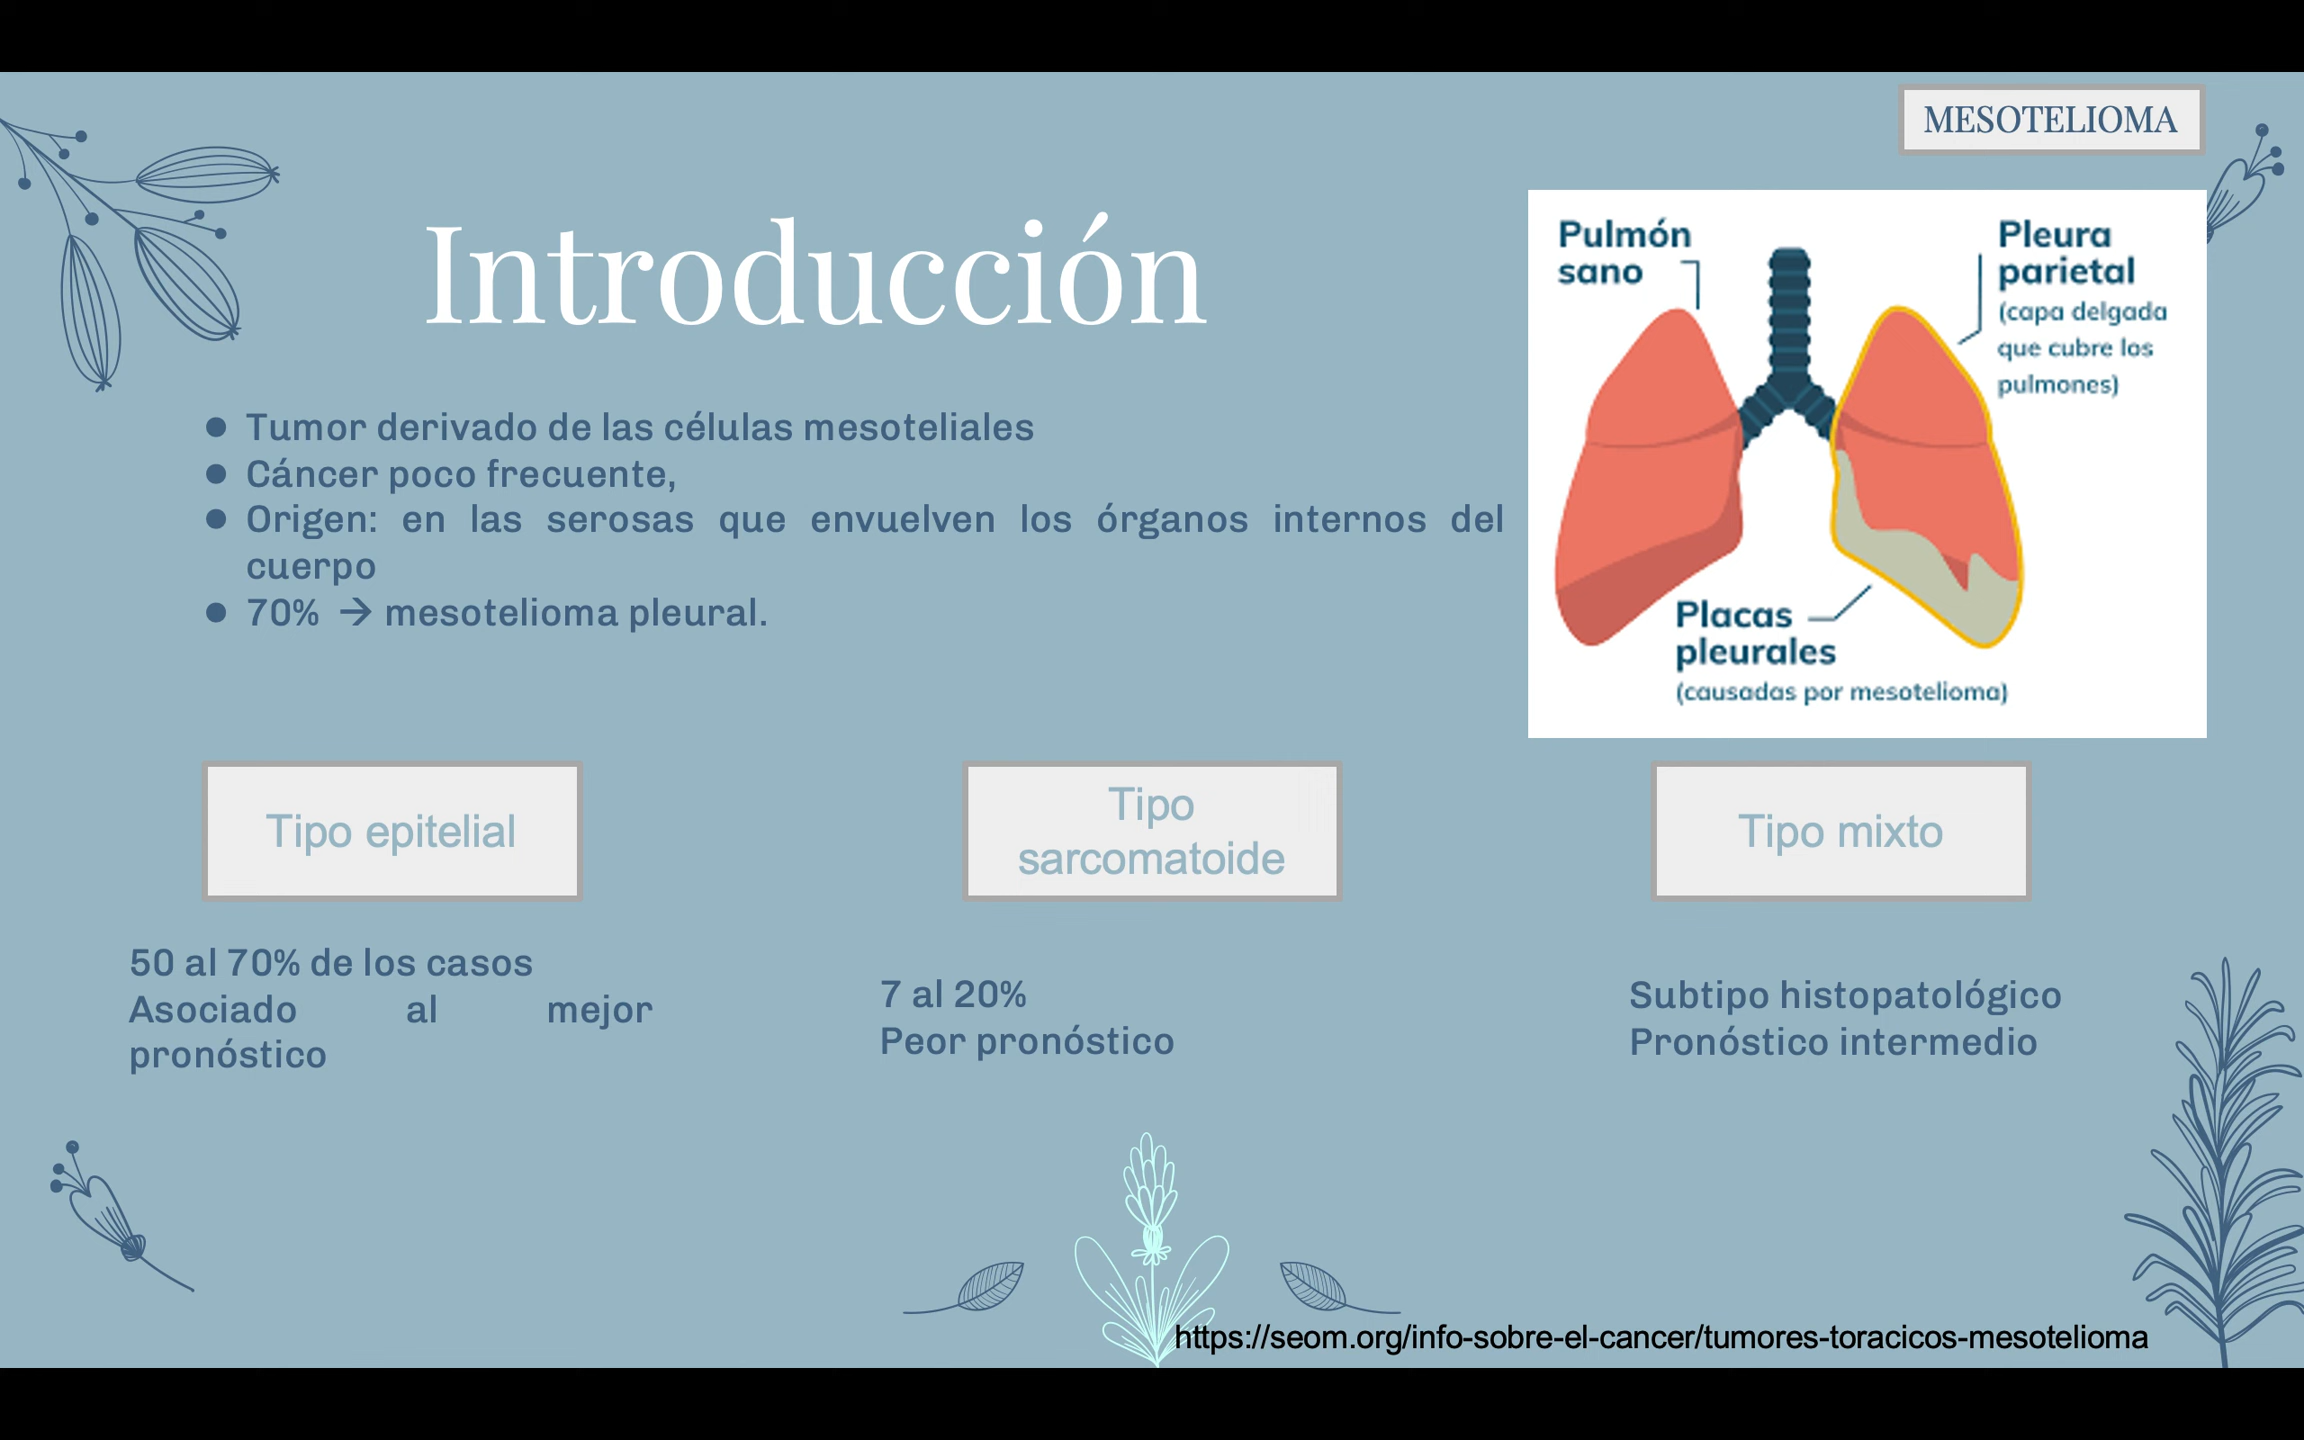 MESOTELIOMA
Introducción
Tumor derivado de las células mesoteliales
Cáncer poco frecuente,
Origen: en las serosas que envuelven los órganos internos del
cuerpo
70% → mesotelioma pleural.
Pulmón
sano
Pleura
parietal
(capa delgada
que cubre los
pulmones)
Placas
pleurales
(causadas por mesotelioma)
Tipo epitelial
50 al 70% de los casos
Asociado al mejor
pronóstico
Tipo
sarcomatoide
7 al 20%
Peor pronóstico
Tipo mixto
Subtipo histopatológico
Pronóstico intermedio
https://seom.org/info-sobre-el-cancer/tumores-toracicos-mesotelioma